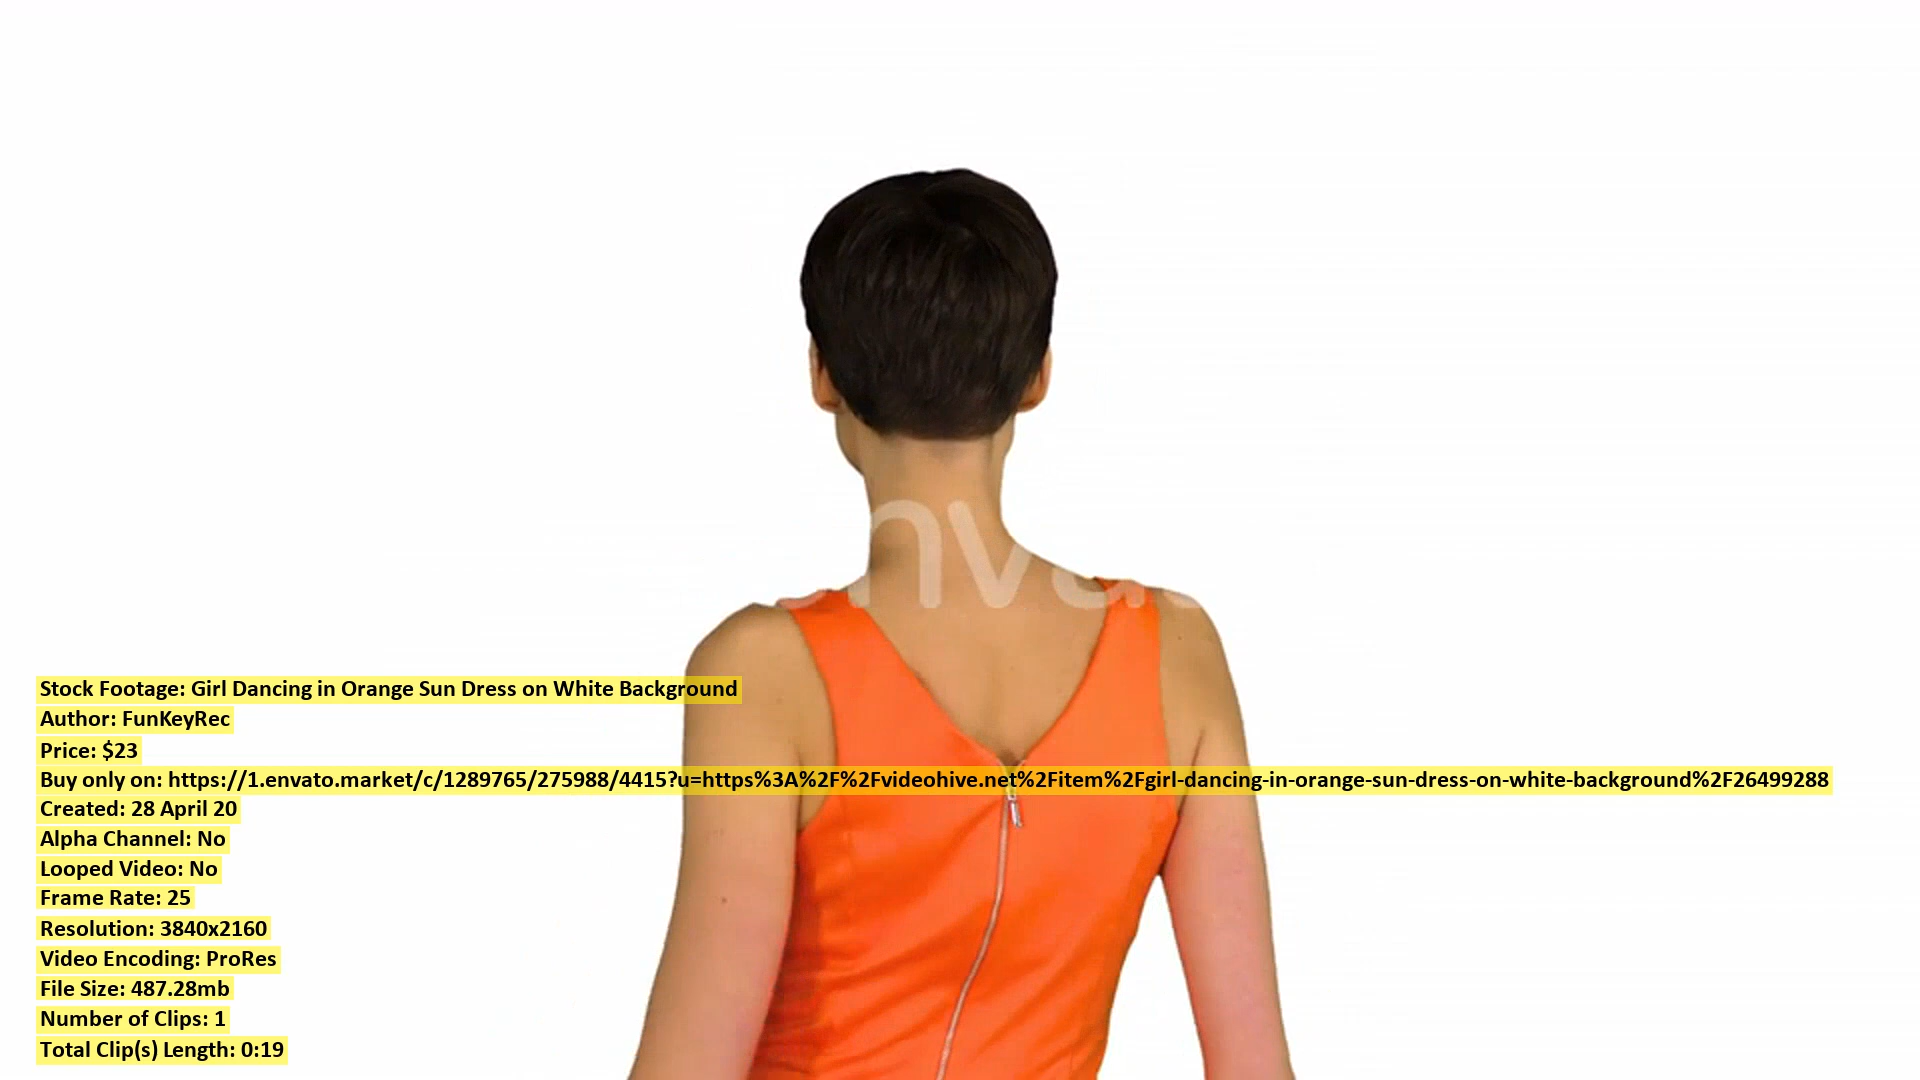 envato
Stock Footage: Girl Dancing in Orange Sun Dress on White Background
Author: FunKeyRec
Price: $23
Buy only on: https://1.envato.market/c/1289765/275988/4415?u=https%3A%2F%2Fvideohive.net%2Fitem%2Fgirl-dancing-in-orange-sun-dress-on-white-background%2F26499288
Created: 28 April 20
Alpha Channel: No
Looped Video: No
Frame Rate: 25
Resolution: 3840x2160
Video Encoding: ProRes
File Size: 487.28mb
Number of Clips: 1
Total Clip(s) Length: 0:19